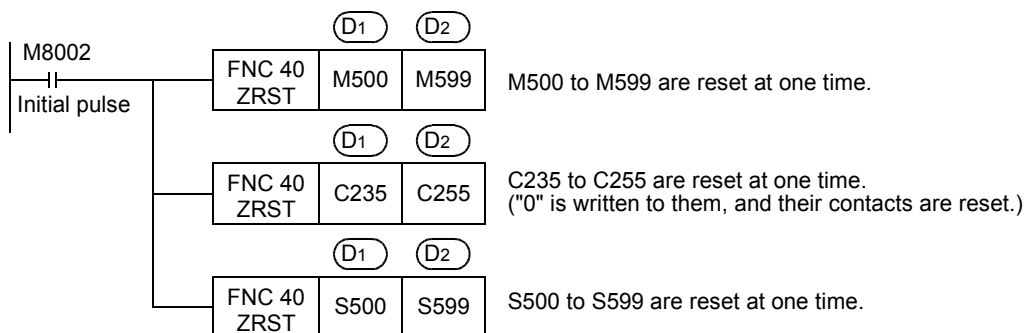 D1 D2
M8002
FNC 40
ZRST
M500 M599
M500 to M599 are reset at one time.
Initial pulse
D1 D2
FNC 40
ZRST
C235 C255
C235 to C255 are reset at one time.
("0" is written to them, and their contacts are reset.)
D1 D2
FNC 40
ZRST
S500 S599
S500 to S599 are reset at one time.